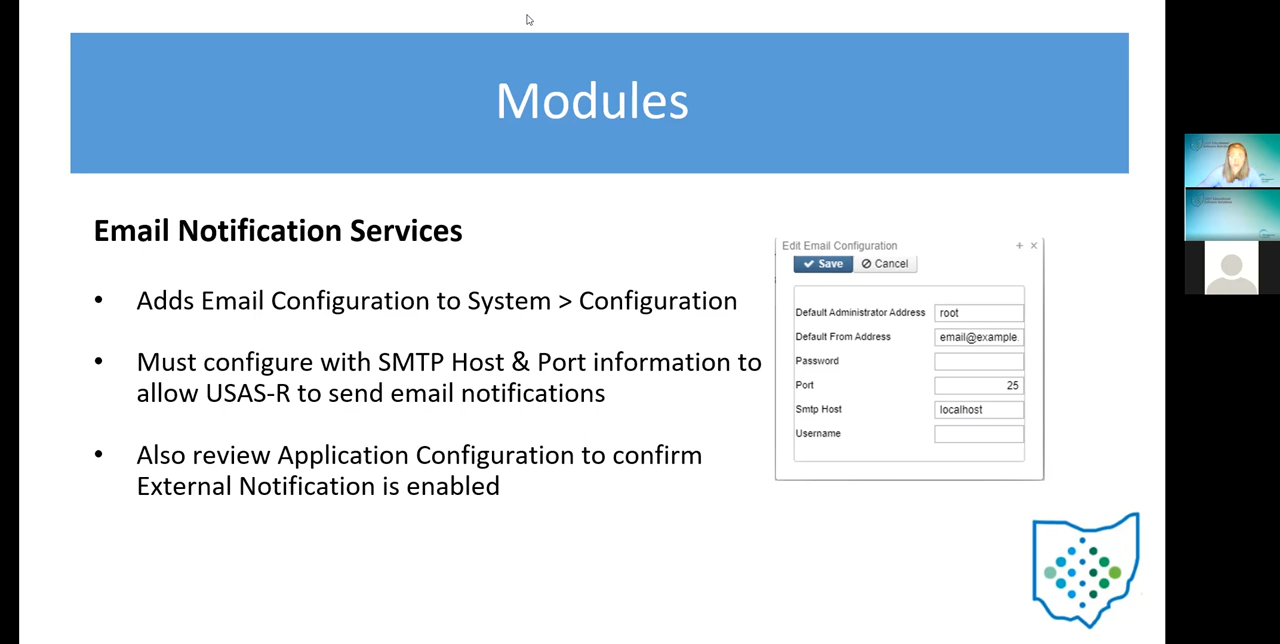 Modules
Email Notification Services
• Adds Email Configuration to System > Configuration
• Must configure with SMTP Host & Port information to
allow USAS-R to send email notifications
• Also review Application Configuration to confirm
External Notification is enabled
Edit Email Configuration
Save Cancel
Default Administrator Address root
Default From Address email@example.
Password
Port 25
Smtp Host localhost
Username